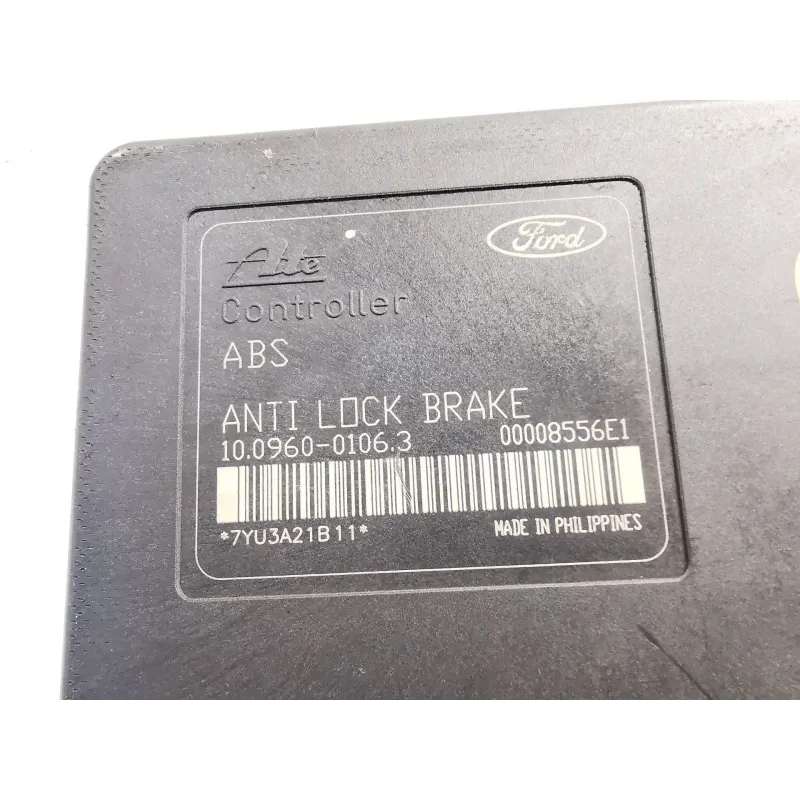 Ate
Ford
Controller
ABS
ANTI LOCK BRAKE
10.0960-0106.3 00008556E1
*7YU3A21B11* MADE IN PHILIPPINES